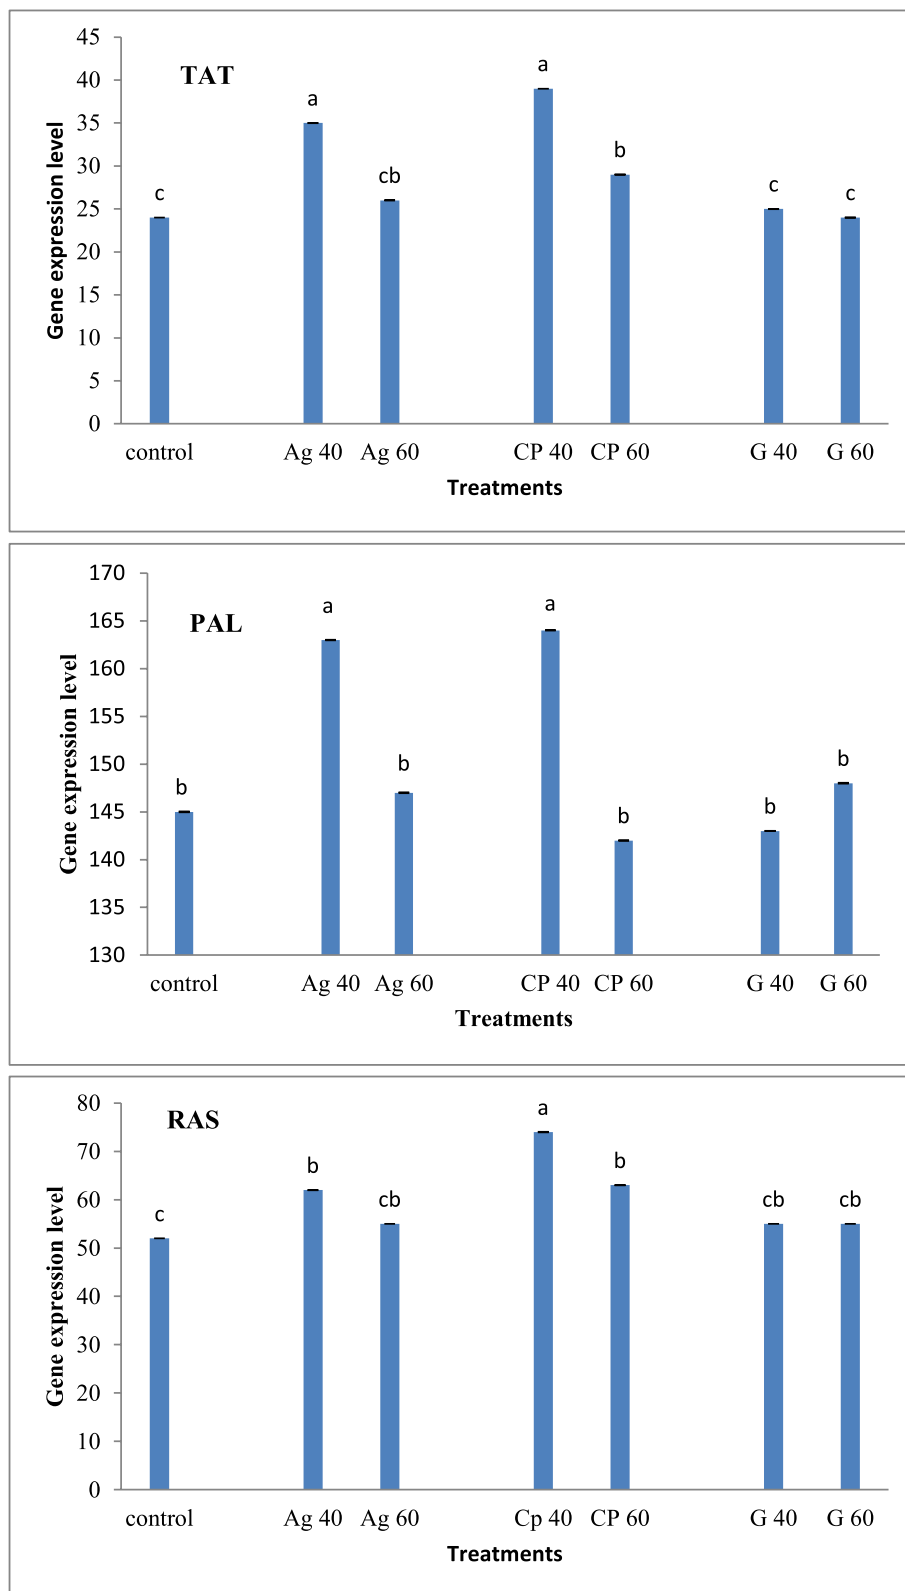 45
TAT
a
40
a
35
b
30
cb
c
c
c
25
20
15
10
5
0
Gene expression level
control
Ag 40
Ag 60
CP 40
CP 60
G 40
G 60
Treatments
170
PAL
a
a
165
160
155
b
b
150
b
b
b
145
140
135
130
Gene expression level
control
Ag 40
Ag 60
CP 40
CP 60
G 40
G 60
Treatments
80
RAS
a
70
b
b
60
c
cb
cb
cb
50
40
30
20
10
0
Gene expression level
control
Ag 40
Ag 60
Cp 40
CP 60
G 40
G 60
Treatments